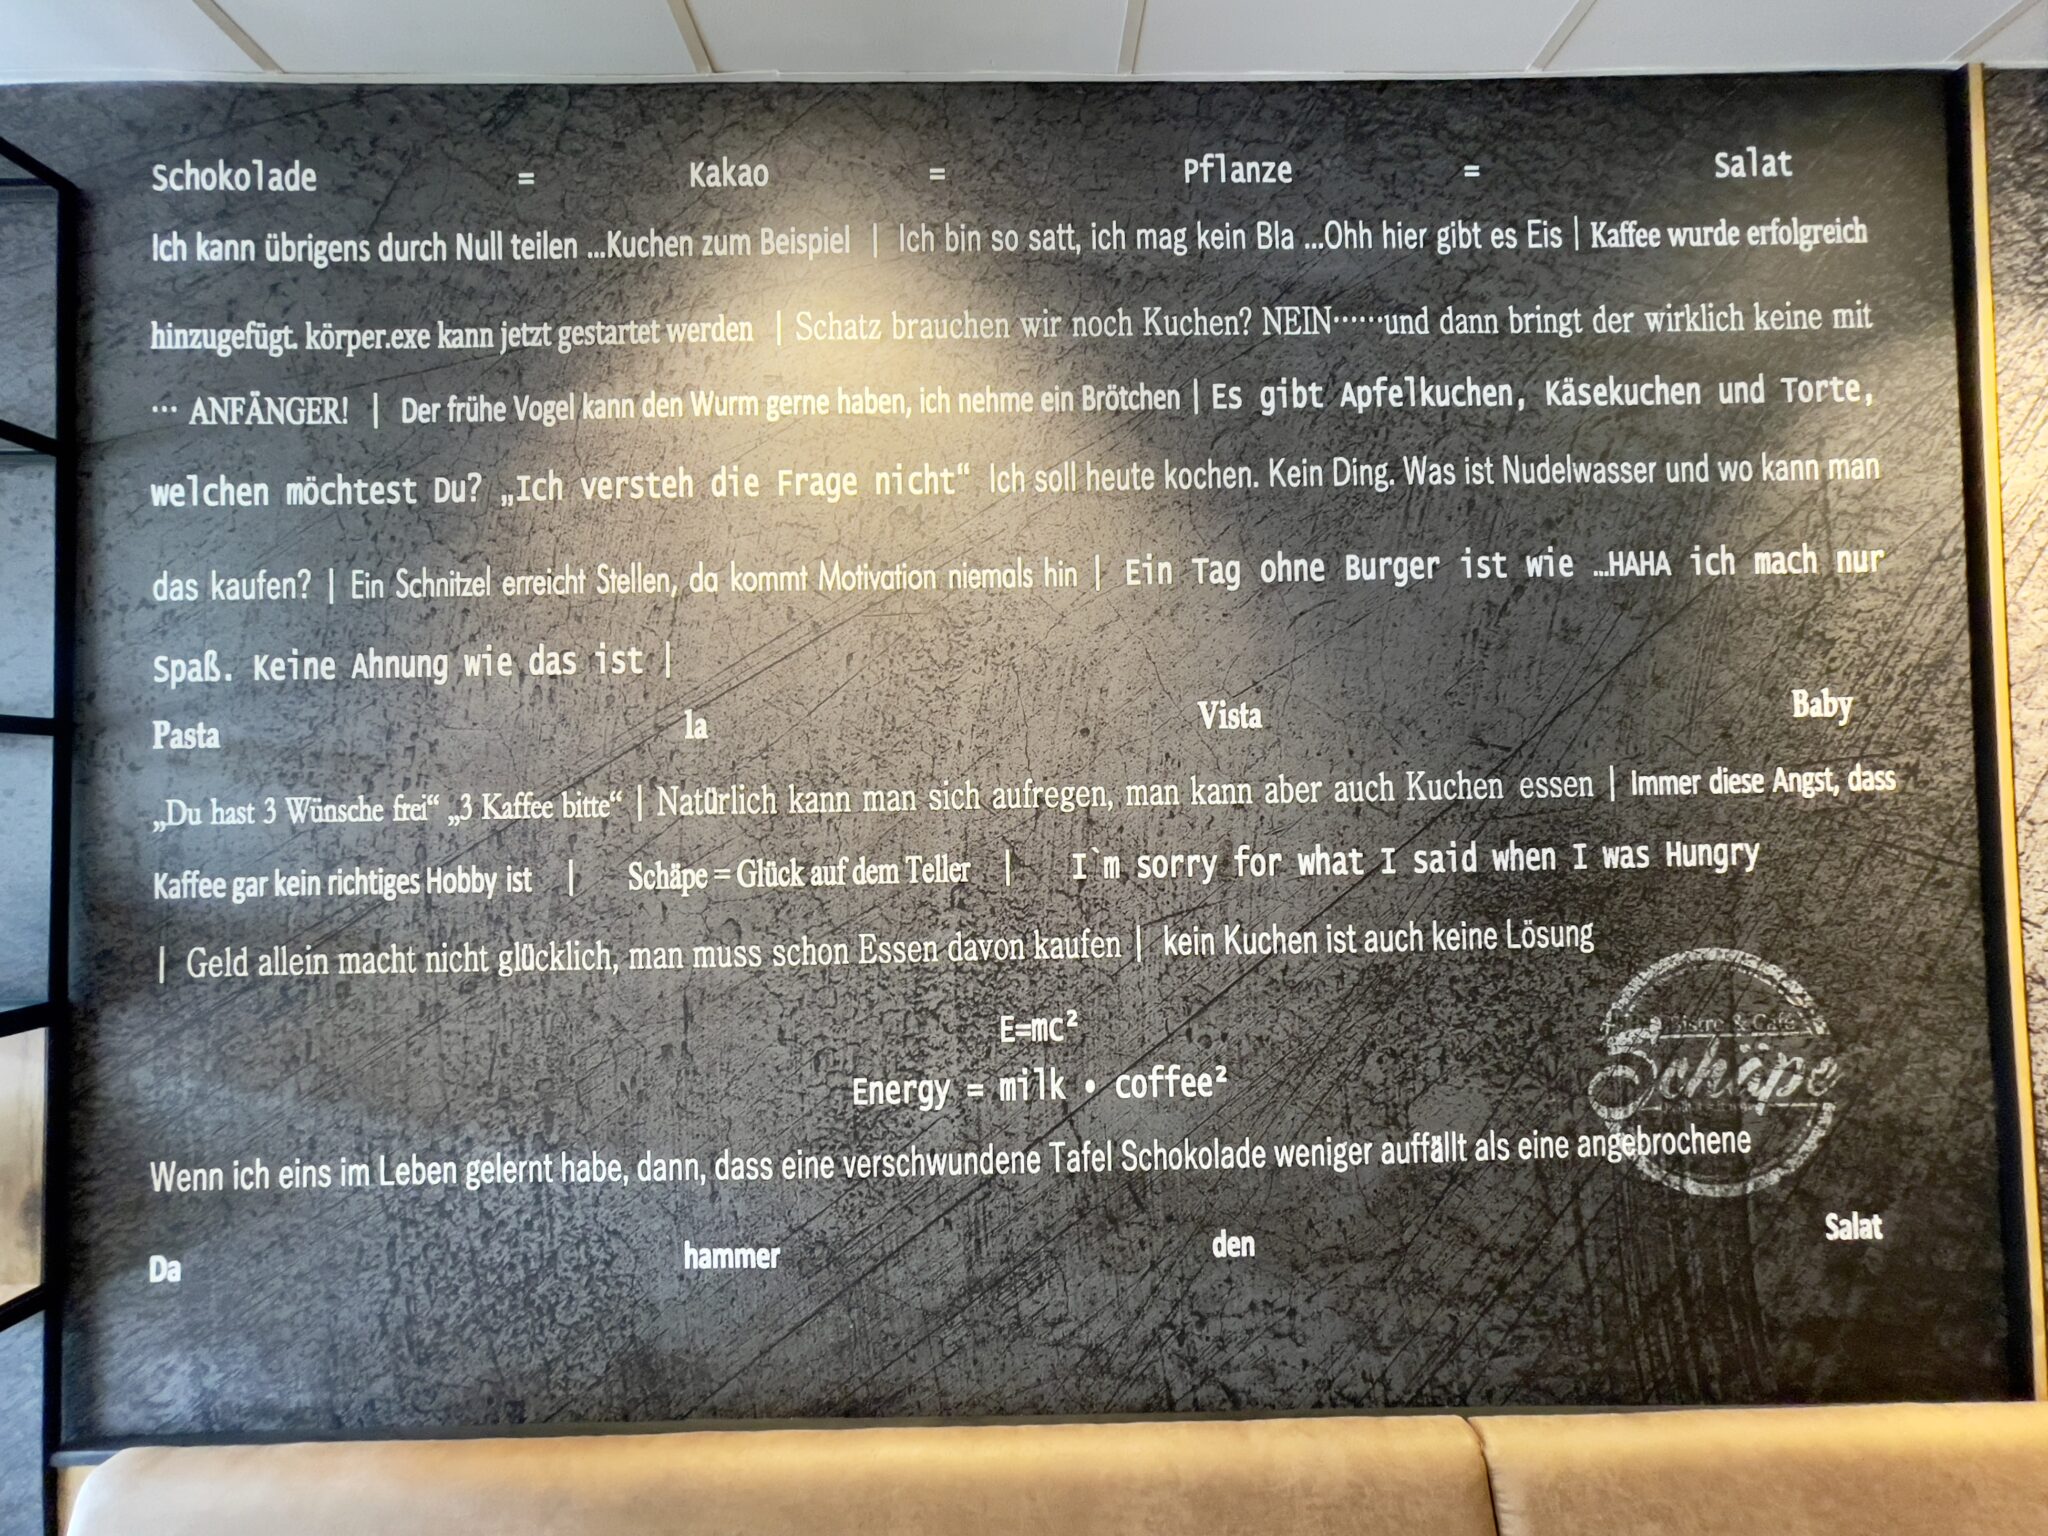 Schokolade = Kakao = Pflanze = Salat
Ich kann übrigens durch Null teilen ...Kuchen zum Beispiel | Ich bin so satt, ich mag kein Bla ...Ohh hier gibt es Eis | Kaffee wurde erfolgreich
hinzugefügt. körper.exe kann jetzt gestartet werden | Schatz brauchen wir noch Kuchen? NEIN······und dann bringt der wirklich keine mit
··· ANFÄNGER! | Der frühe Vogel kann den Wurm gerne haben, ich nehme ein Brötchen | Es gibt Apfelkuchen, Käsekuchen und Torte,
welchen möchtest Du? „Ich versteh die Frage nicht“ Ich soll heute kochen. Kein Ding. Was ist Nudelwasser und wo kann man
das kaufen? | Ein Schnitzel erreicht Stellen, da kommt Motivation niemals hin | Ein Tag ohne Burger ist wie ...HAHA ich mach nur
Spaß. Keine Ahnung wie das ist |
Pasta la Vista Baby
„Du hast 3 Wünsche frei“ „3 Kaffee bitte“ | Natürlich kann man sich aufregen, man kann aber auch Kuchen essen | Immer diese Angst, dass
Kaffee gar kein richtiges Hobby ist | Schäpe = Glück auf dem Teller | I`m sorry for what I said when I was Hungry
| Geld allein macht nicht glücklich, man muss schon Essen davon kaufen | kein Kuchen ist auch keine Lösung
E=mc²
Energy = milk • coffee²
Bistro & Café
Schäpe
Wenn ich eins im Leben gelernt habe, dann, dass eine verschwundene Tafel Schokolade weniger auffällt als eine angebrochene
Da hammer den Salat